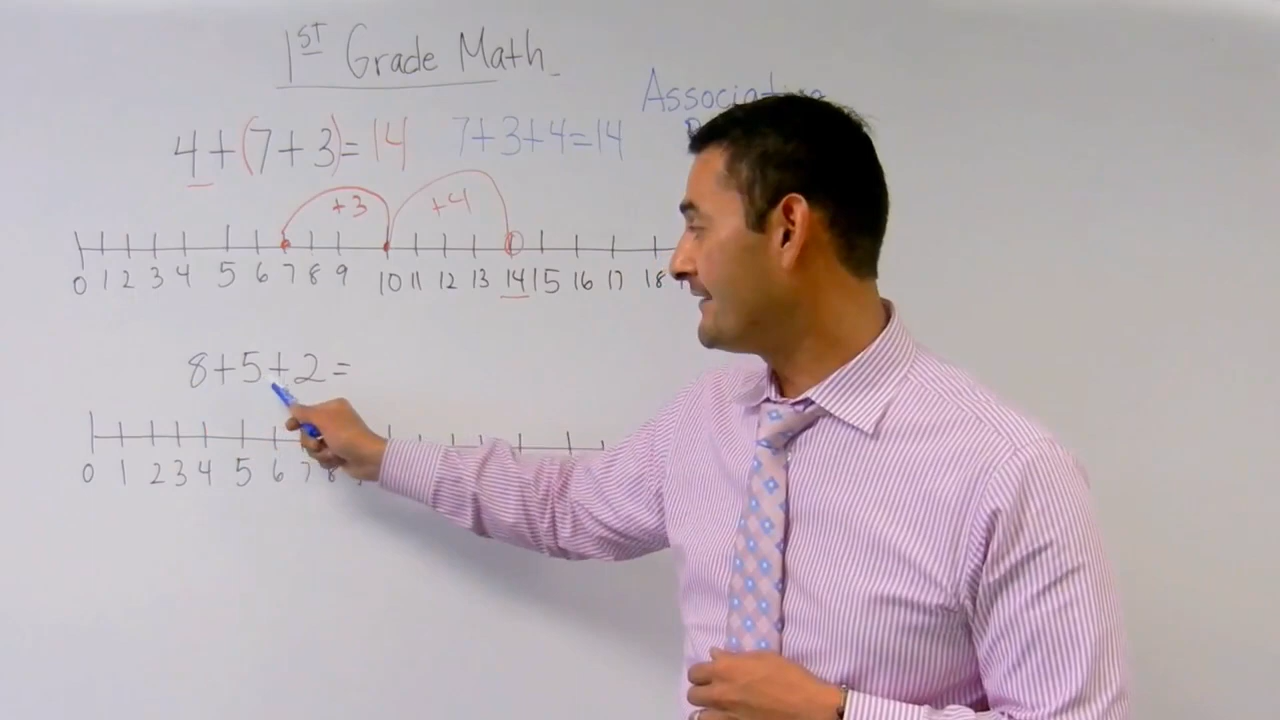 1ST Grade Math
4+(7+3)=14 7+3+4=14
+3 +4
0 1 2 3 4 5 6 7 8 9 10 11 12 13 14 15 16 17 18
8+5+2=
0 1 2 3 4 5 6 7 8